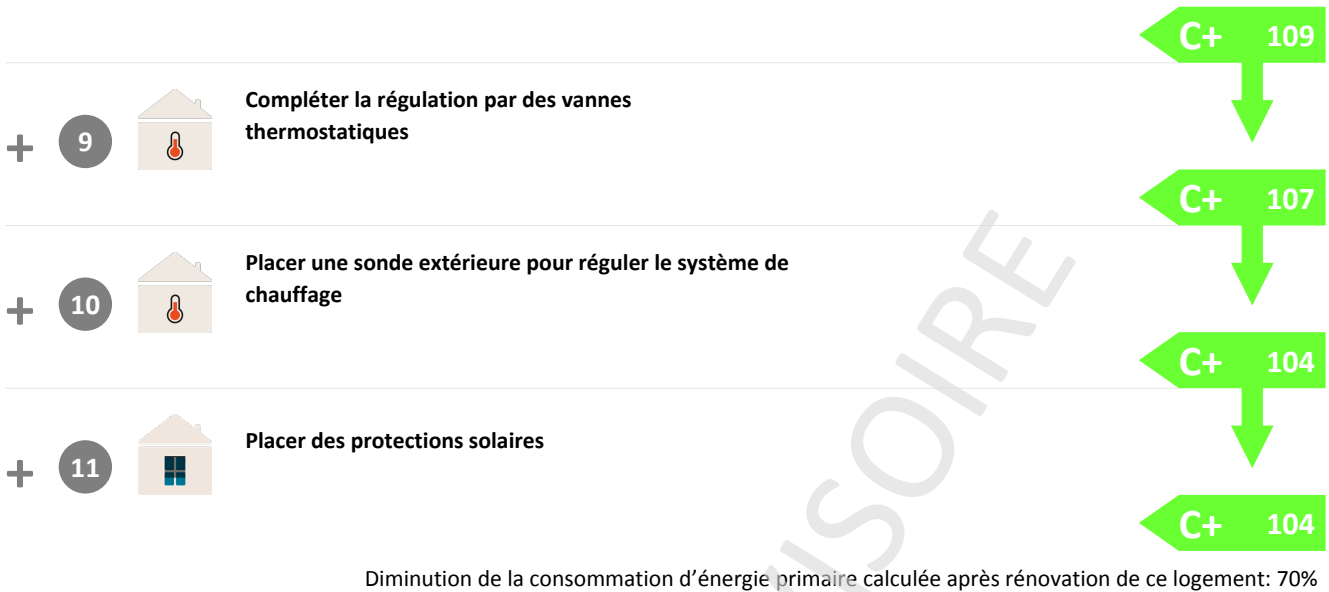 C+ 109
Compléter la régulation par des vannes
thermostatiques
+ 9
C+ 107
Placer une sonde extérieure pour réguler le système de
chauffage
+ 10
C+ 104
Placer des protections solaires
+ 11
C+ 104
Diminution de la consommation d'énergie primaire calculée après rénovation de ce logement: 70%
VISOIRE